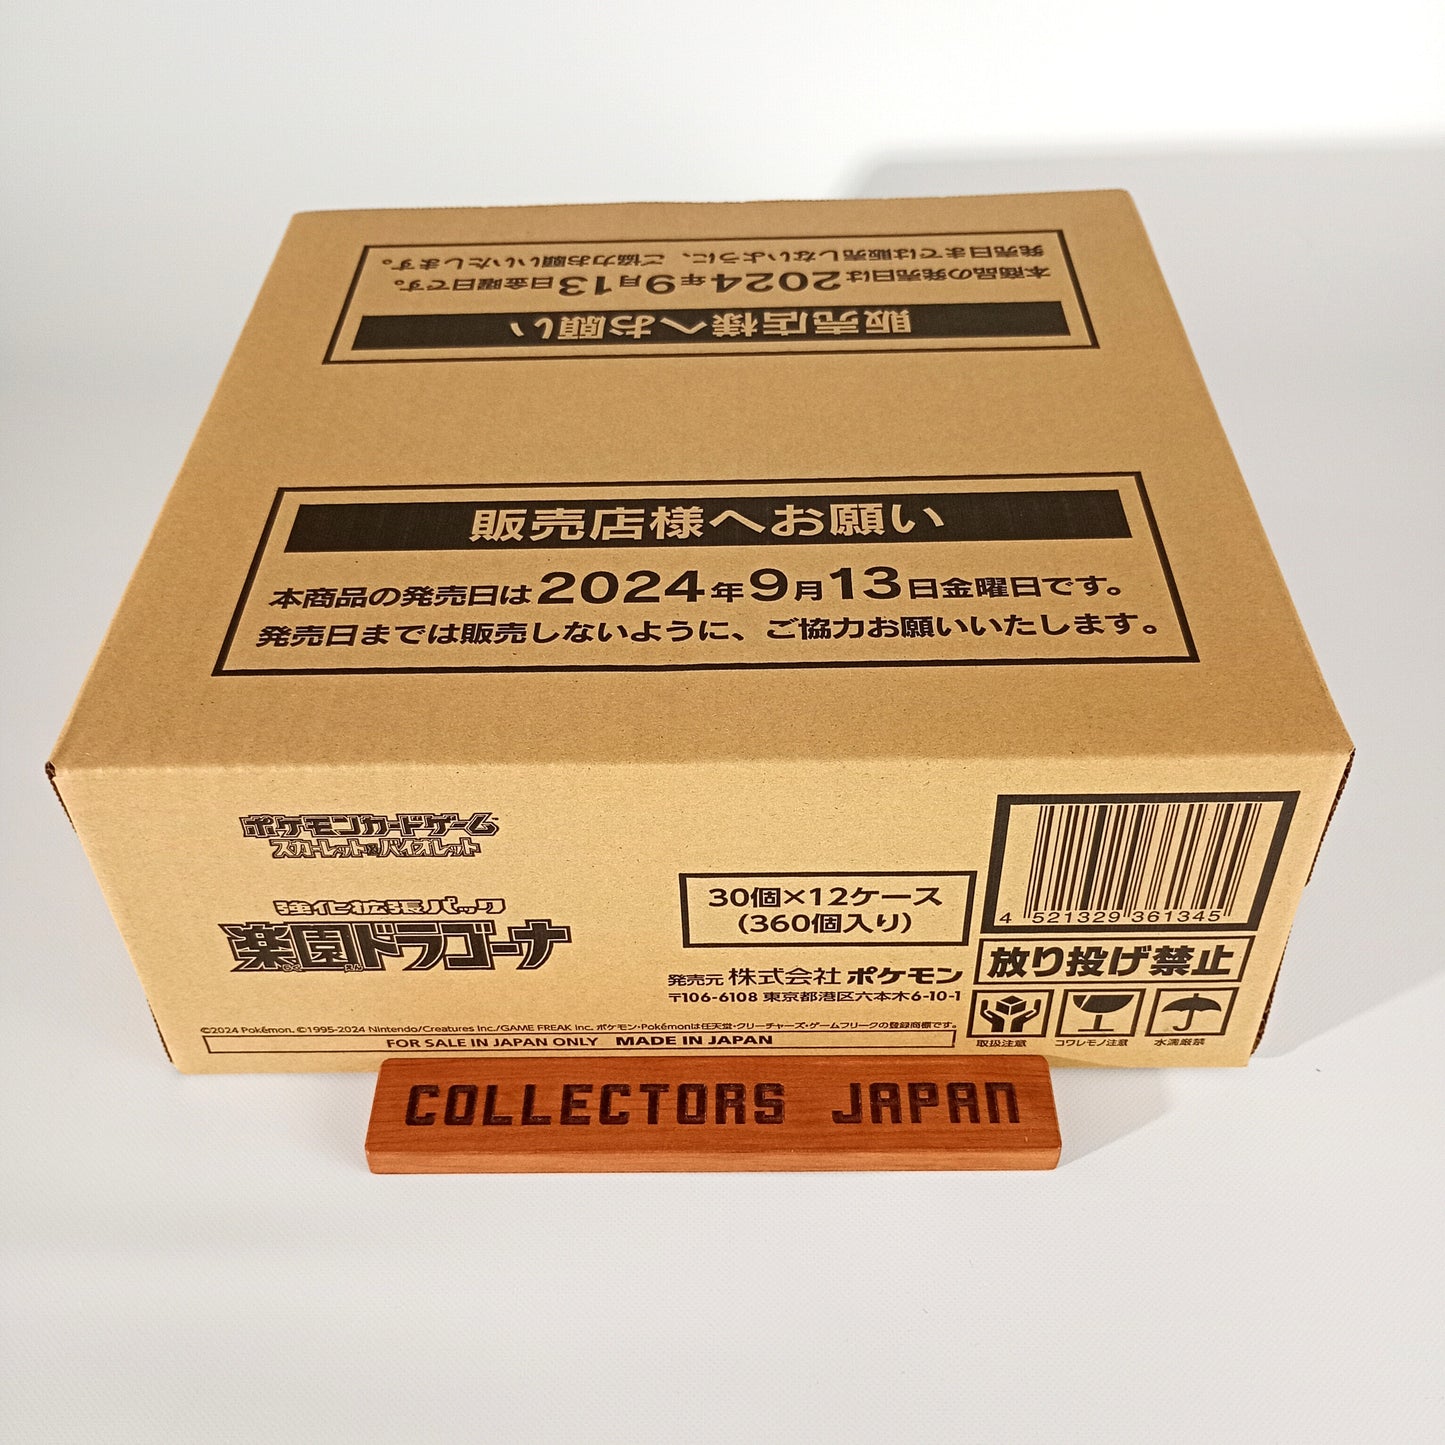 販売店様へお願い
本商品の発売日は2024年9月13日金曜日です。
発売日までは販売しないように、ご協力お願いいたします。
販売店様へお願い
本商品の発売日は2024年9月13日金曜日です。
発売日までは販売しないように、ご協力お願いいたします。
ポケモンカードゲーム
スカーレット&バイオレット
強化拡張パック
楽園ドラゴーナ
らく えん
30個×12ケース
(360個入り)
発売元 株式会社 ポケモン
〒106-6108 東京都港区六本木6-10-1
©2024 Pokémon. ©1995-2024 Nintendo/Creatures Inc./GAME FREAK Inc. ポケモン・Pokémonは任天堂・クリーチャーズ・ゲームフリークの登録商標です。
FOR SALE IN JAPAN ONLY MADE IN JAPAN
4 521329 361345
放り投げ禁止
取扱注意 コワレモノ注意 水濡厳禁
COLLECTORS JAPAN